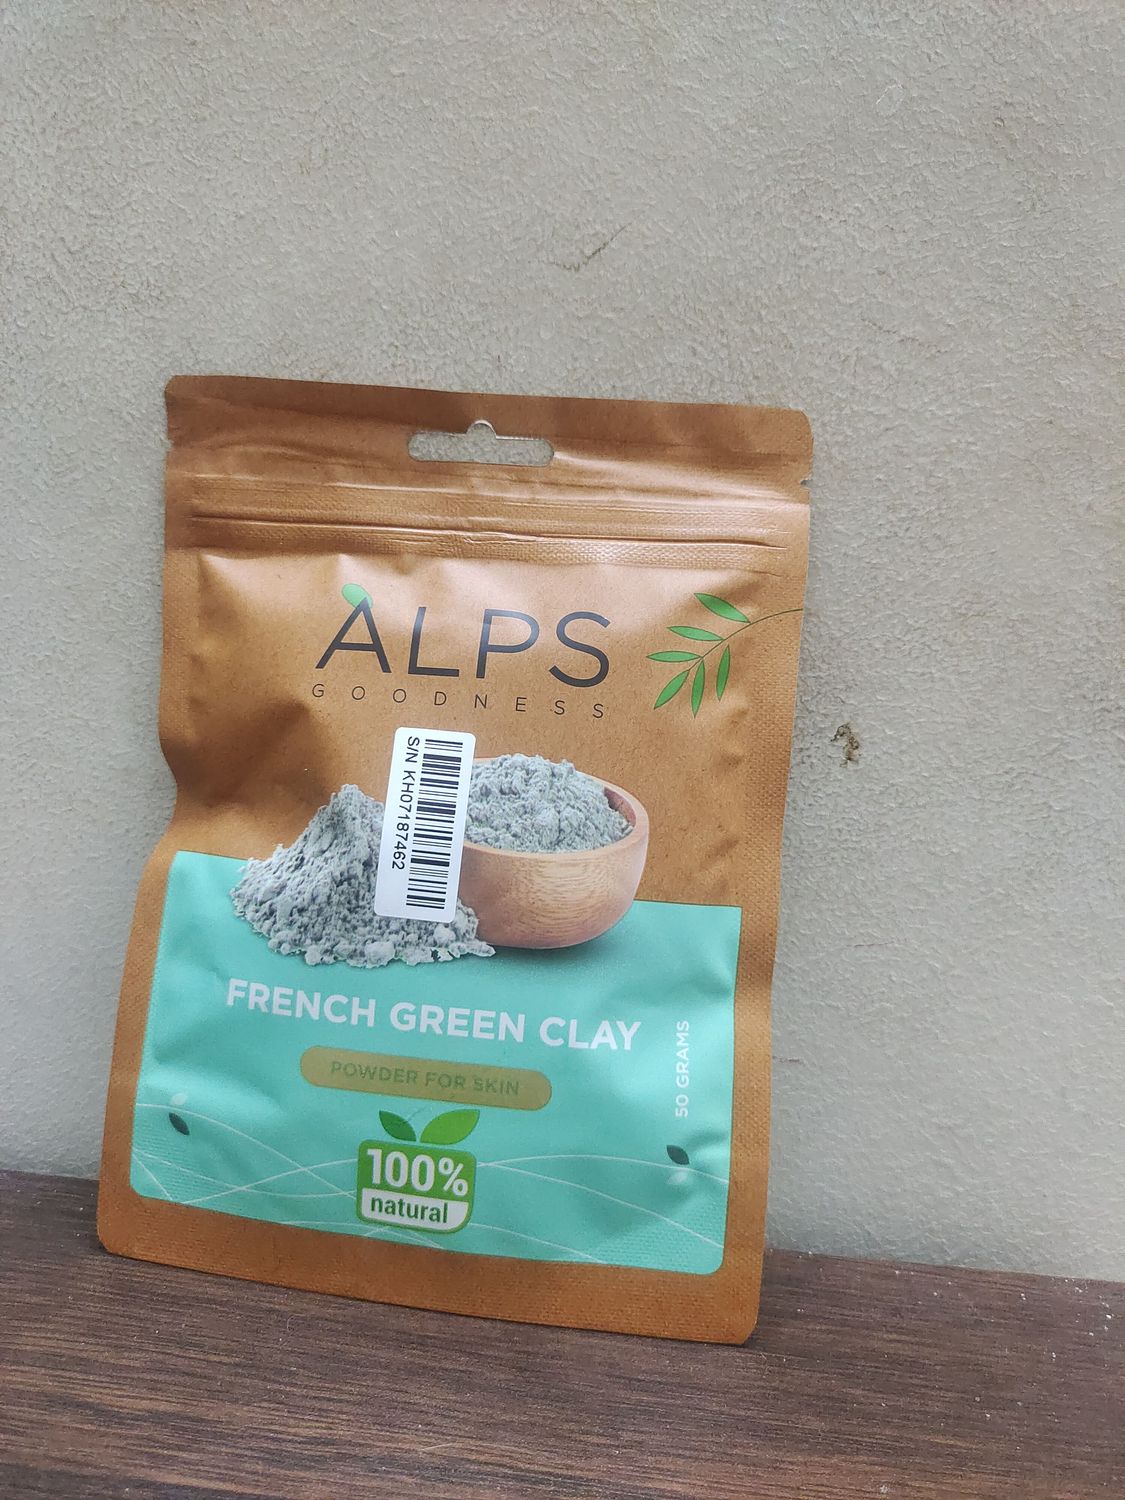 ALPS
GOODNESS
S/N KH07187462
FRENCH GREEN CLAY
POWDER FOR SKIN
50 GRAMS
100%
natural